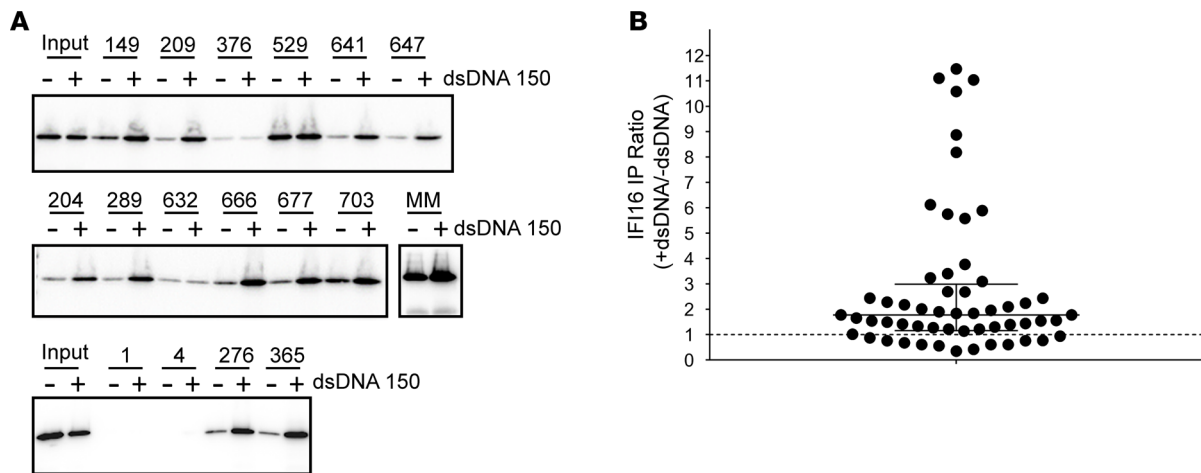 A
Input 149 209 376 529 641 647
- + - + - + - + - + - + - + dsDNA 150
204 289 632 666 677 703 MM
- + - + - + - + - + - + - + dsDNA 150
Input 1 4 276 365
- + - + - + - + - + dsDNA 150
B
IFI16 IP Ratio
(+dsDNA/-dsDNA)
12
11
10
9
8
7
6
5
4
3
2
1
0